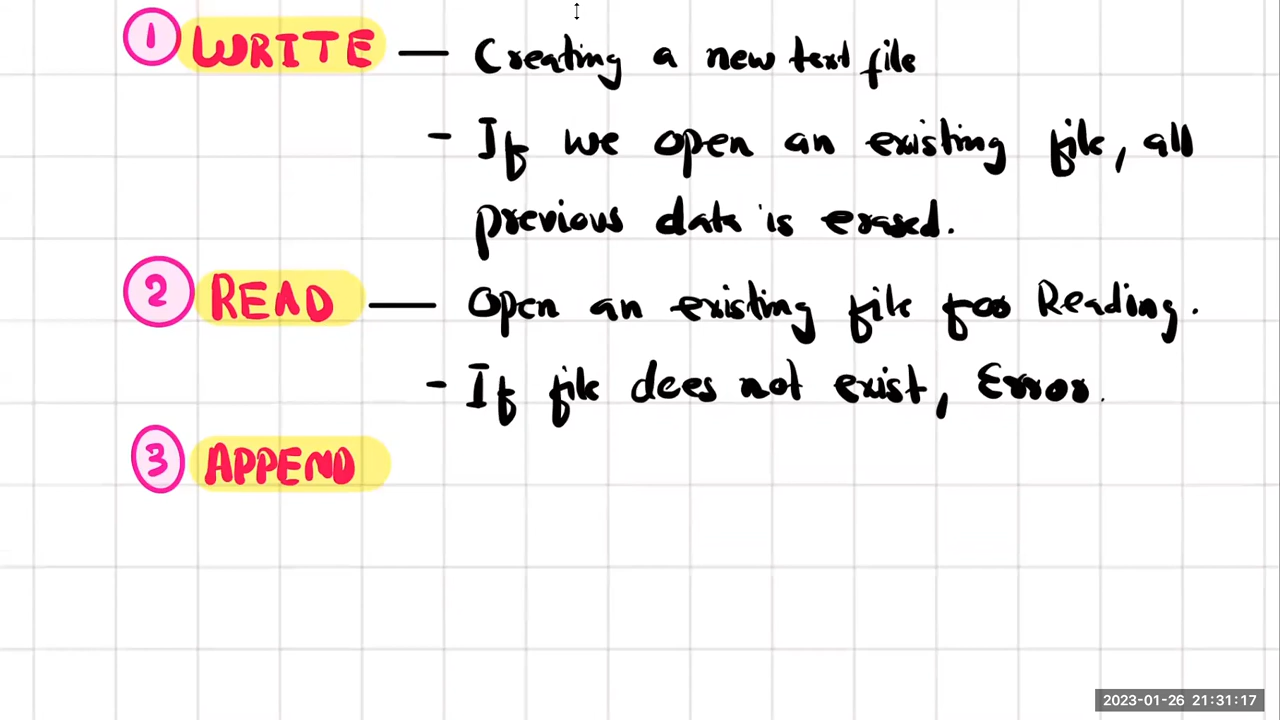 1 WRITE — Creating a new text file
- If we open an existing file, all
previous data is erased.
2 READ — Open an existing file for Reading.
- If file does not exist, Error.
3 APPEND
2023-01-26 21:31:17